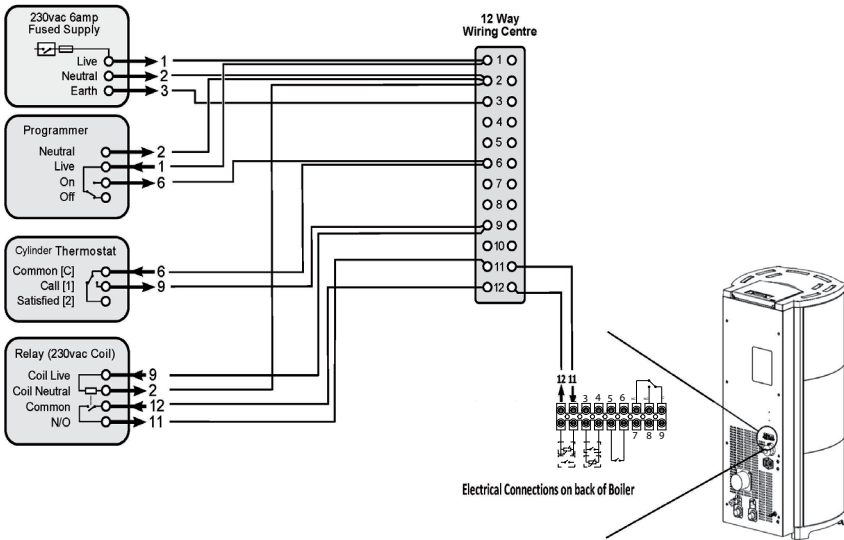 230vac 6amp
Fused Supply
Live 1
Neutral 2
Earth 3
Programmer
Neutral 2
Live 1
On 6
Off
Cylinder Thermostat
Common [C] 6
Call [1] 9
Satisfied [2]
Relay (230vac Coil)
Coil Live 9
Coil Neutral 2
Common 12
N/O 11
12 Way
Wiring Centre
1
2
3
4
5
6
7
8
9
10
11
12
12 11
3 4 5 6
7 8 9
Electrical Connections on back of Boiler